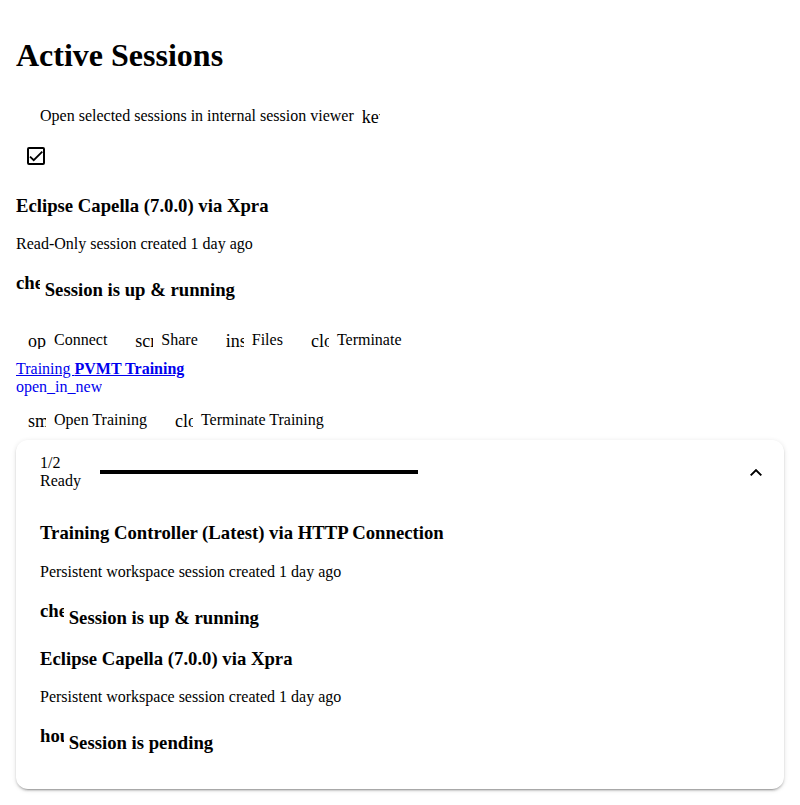 Active Sessions
Open selected sessions in internal session viewer ke
Eclipse Capella (7.0.0) via Xpra
Read-Only session created 1 day ago
che Session is up & running
op Connect scr Share ins Files clo Terminate
Training PVMT Training
open_in_new
sm Open Training clo Terminate Training
1/2
Ready
Training Controller (Latest) via HTTP Connection
Persistent workspace session created 1 day ago
che Session is up & running
Eclipse Capella (7.0.0) via Xpra
Persistent workspace session created 1 day ago
hou Session is pending